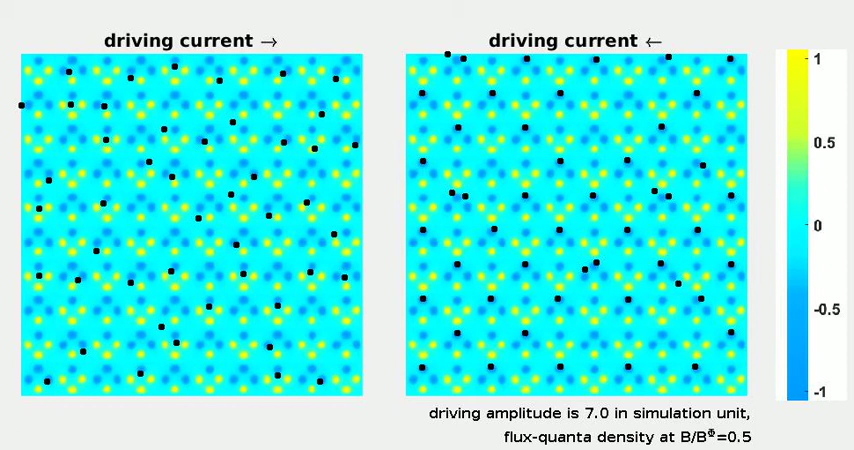 driving current →
driving current ←
1
0.5
0
-0.5
-1
driving amplitude is 7.0 in simulation unit,
flux-quanta density at B/B^Φ=0.5